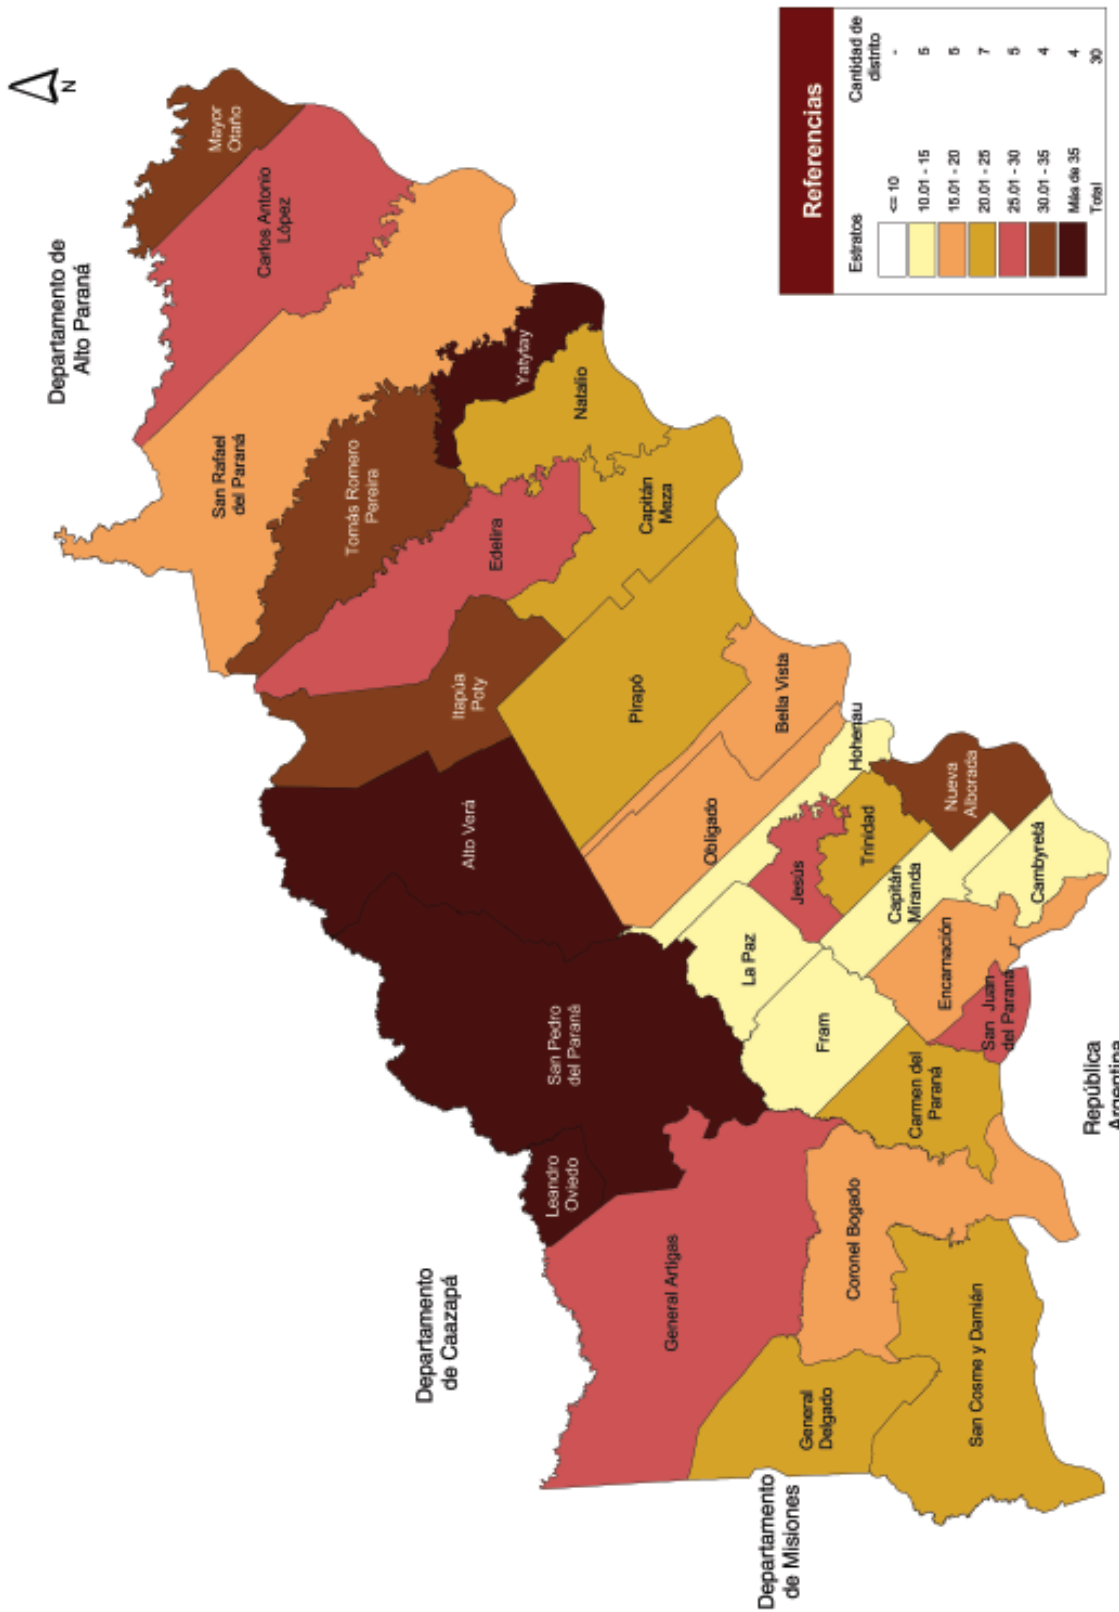 N
Departamento de
Alto Paraná
Mayor
Otaño
Carlos Antonio
López
San Rafael
del Paraná
Tomás Romero
Pereira
Yatytay
Natalio
Edelira
Capitán
Meza
Itapúa
Poty
Pirapó
Bella Vista
Alto Verá
Obligado
Hohenau
Jesús
Trinidad
Nueva
Alborada
Capitán
Miranda
Cambyretá
La Paz
Encarnación
San Juan
del Paraná
Fram
Carmen del
Paraná
San Pedro
del Paraná
Leandro
Oviedo
General Artigas
Coronel Bogado
General
Delgado
San Cosme y Damián
Departamento
de Caazapá
Departamento
de Misiones
República
Argentina
Referencias
Estratos Cantidad de
distrito
<= 10 -
10.01 - 15 5
15.01 - 20 5
20.01 - 25 7
25.01 - 30 5
30.01 - 35 4
Más de 35 4
Total 30